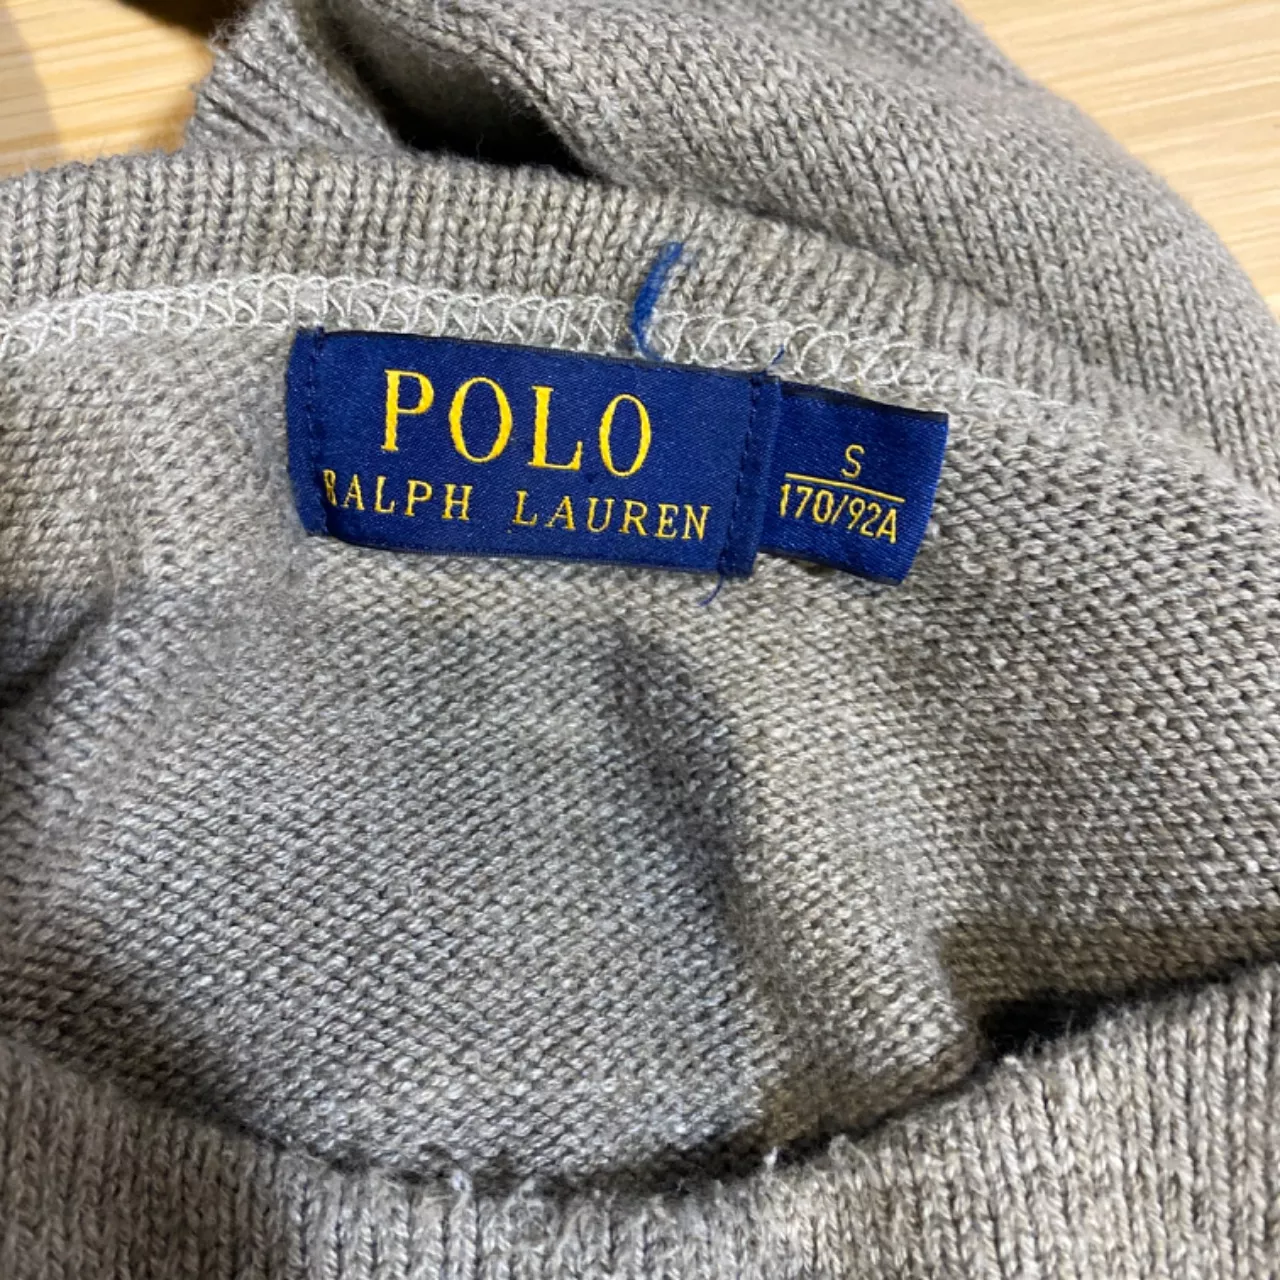 POLO
RALPH LAUREN
S
170/92A